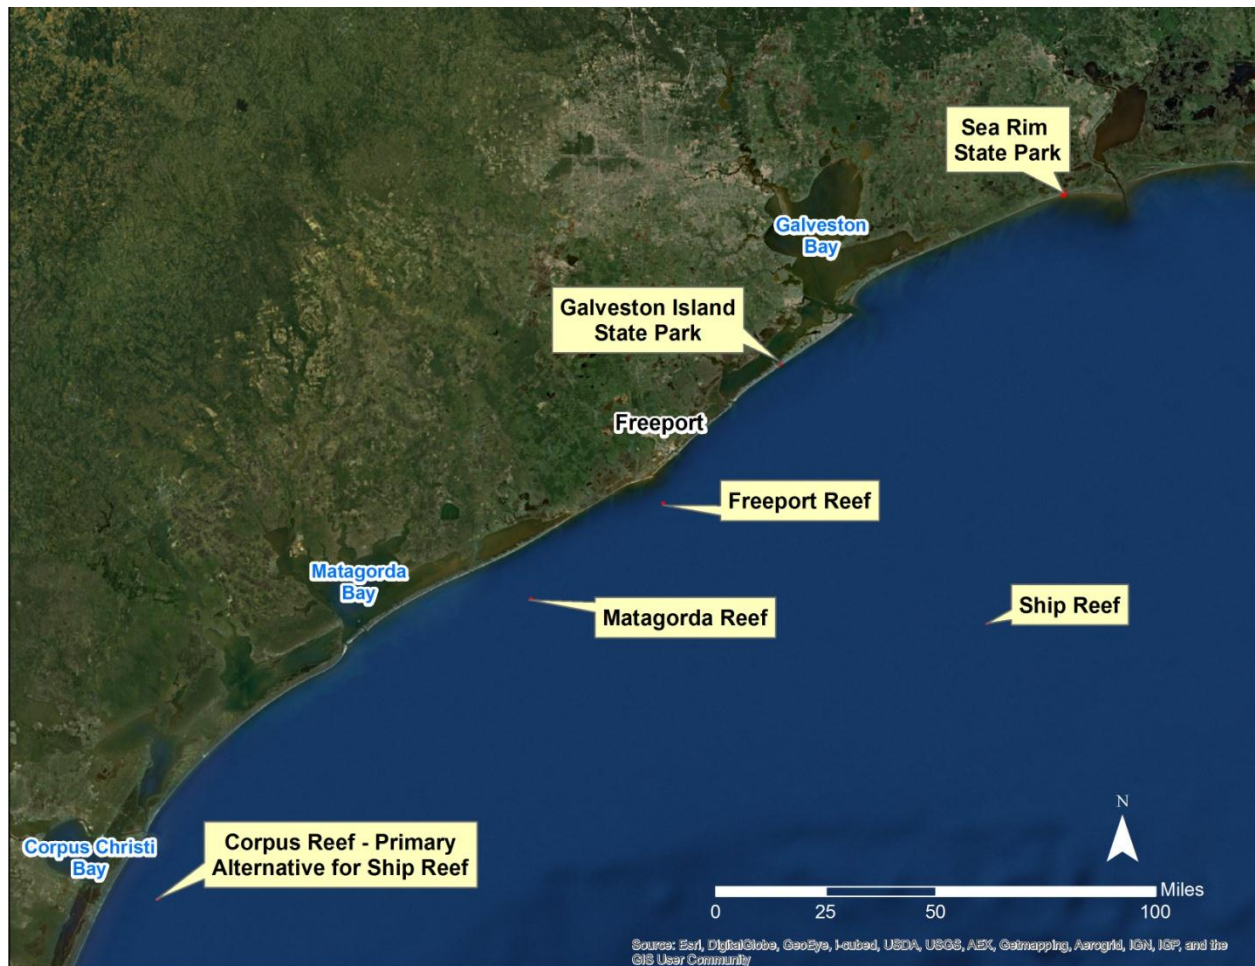 Sea Rim
State Park
Galveston
Bay
Galveston Island
State Park
Freeport
Freeport Reef
Matagorda
Bay
Matagorda Reef
Ship Reef
Corpus Christi
Bay
Corpus Reef - Primary
Alternative for Ship Reef
N
Miles
0 25 50 100
Source: Esri, DigitalGlobe, GeoEye, i-cubed, USDA, USGS, AEX, Getmapping, Aerogrid, IGN, IGP, and the
GIS User Community